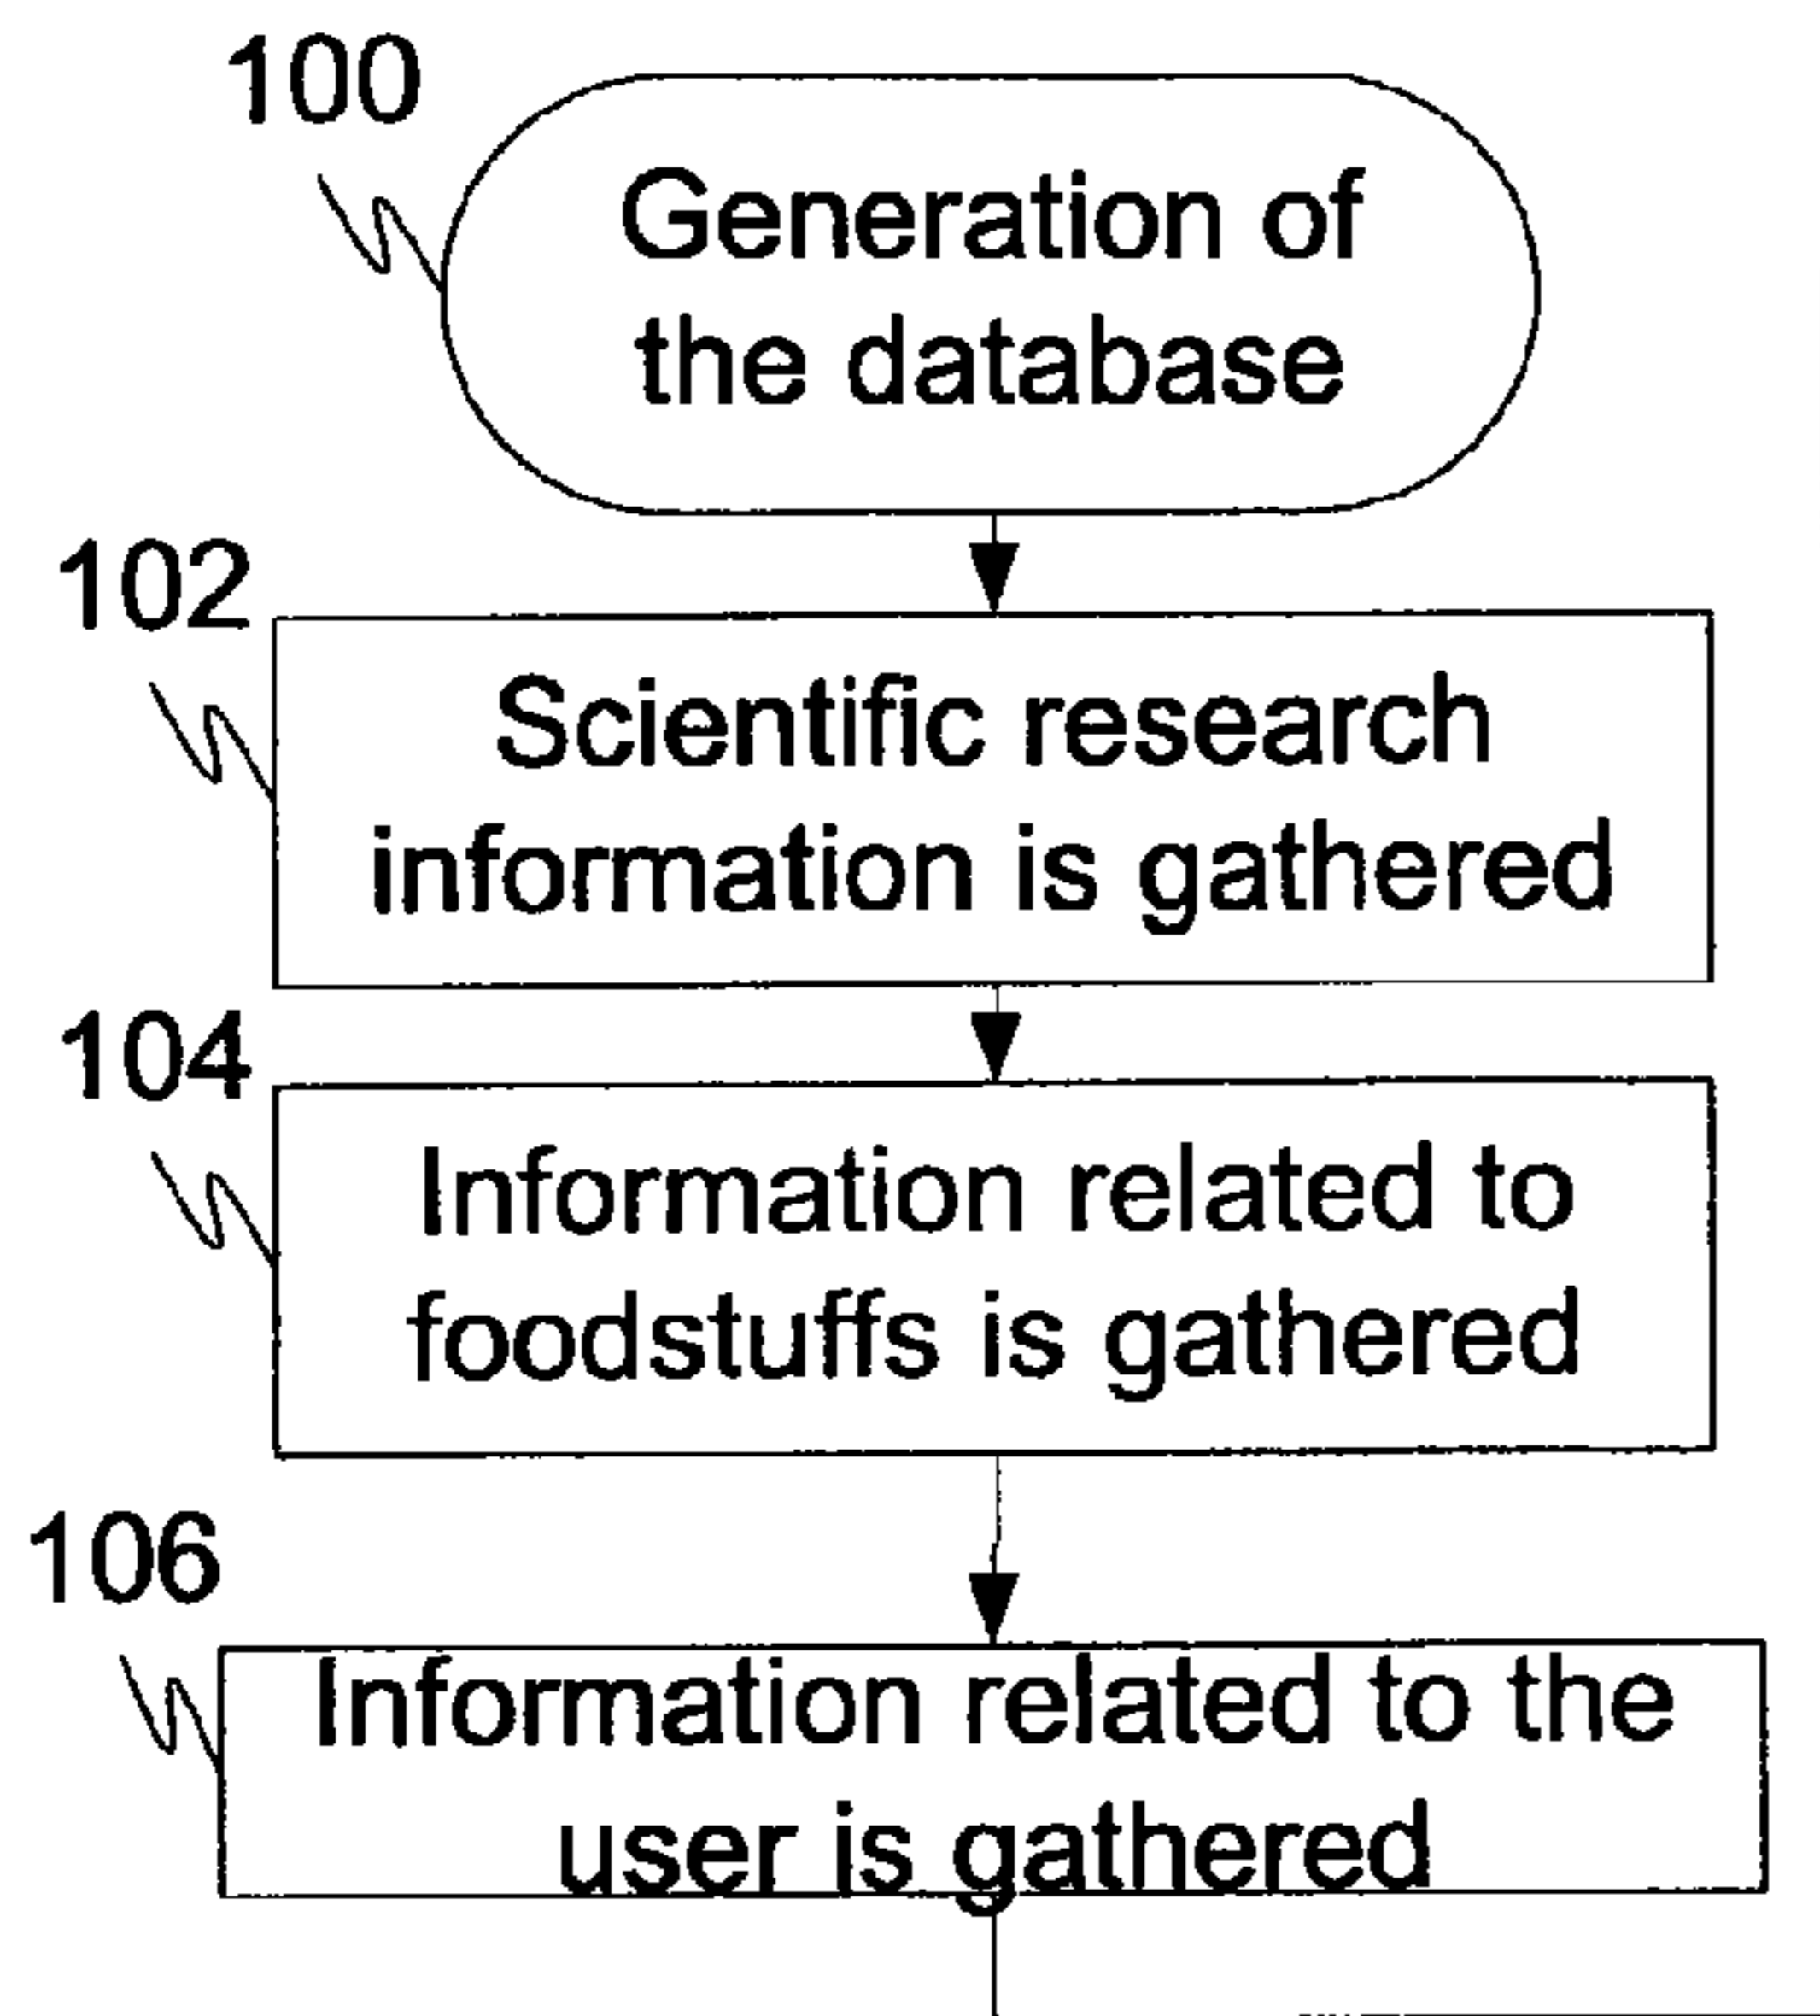 100
Generation of
the database
102
Scientific research
information is gathered
104
Information related to
foodstuffs is gathered
106
Information related to the
user is gathered